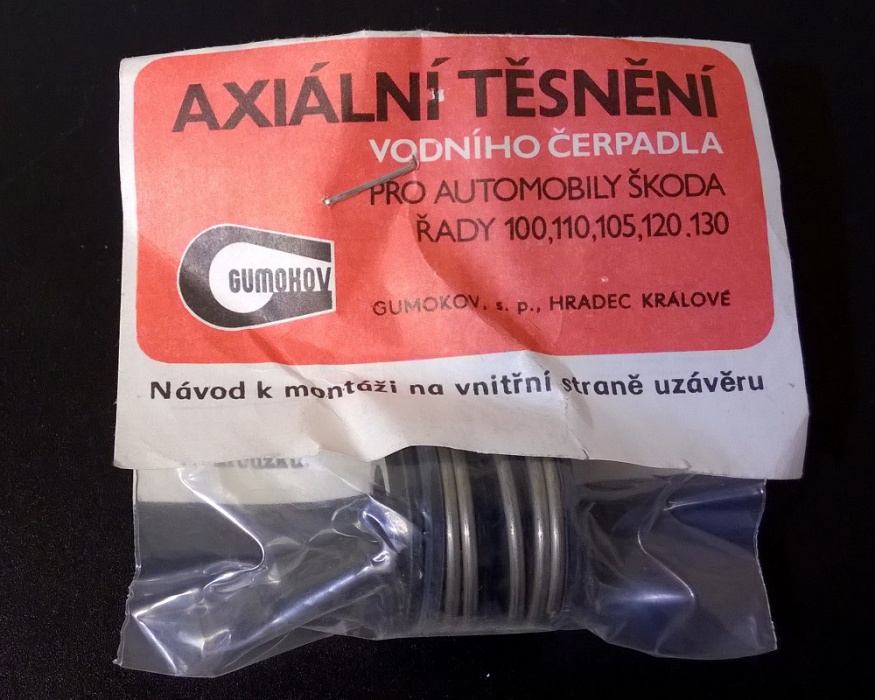 AXIÁLNÍ TĚSNĚNÍ
VODNÍHO ČERPADLA
PRO AUTOMOBILY ŠKODA
ŘADY 100,110,105,120.130
GUMOKOV
GUMOKOV, s. p., HRADEC KRÁLOVÉ
Návod k montáži na vnitřní straně uzávěru